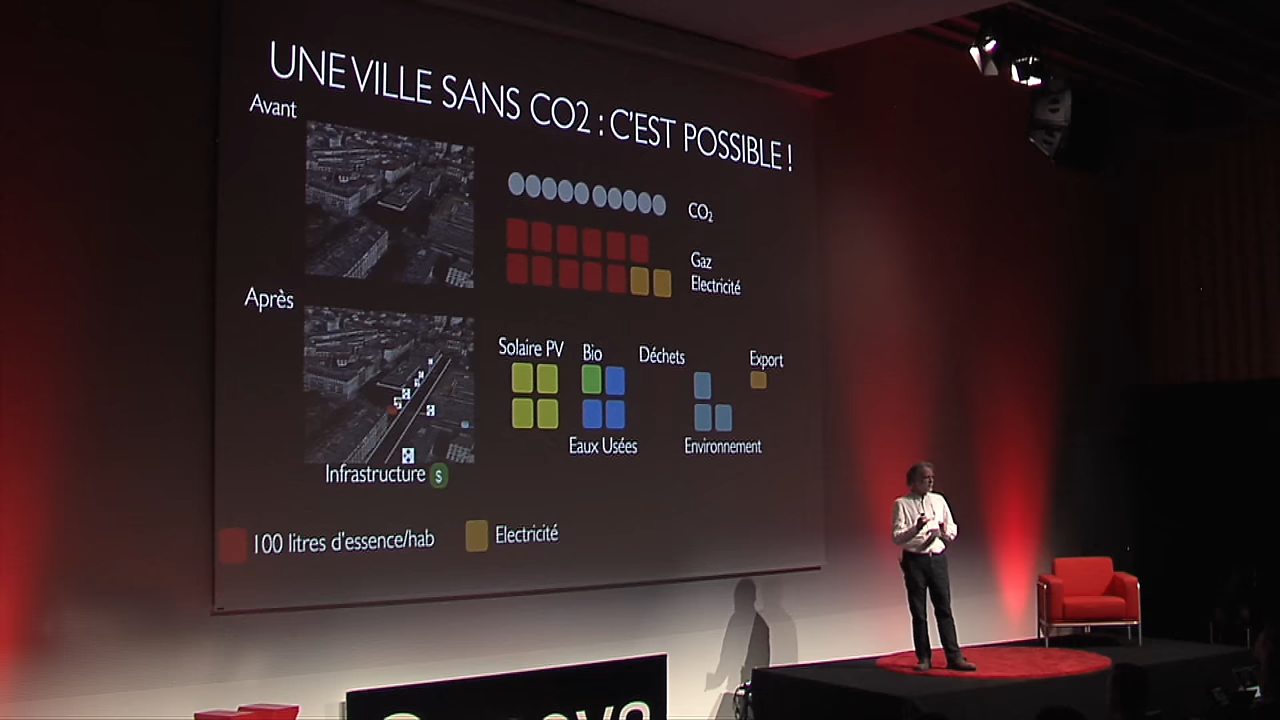 UNE VILLE SANS CO2 : C'EST POSSIBLE !
Avant
CO₂
Gaz
Electricité
Après
Solaire PV
Bio
Déchets
Export
Eaux Usées
Environnement
Infrastructure $
100 litres d'essence/hab
Electricité